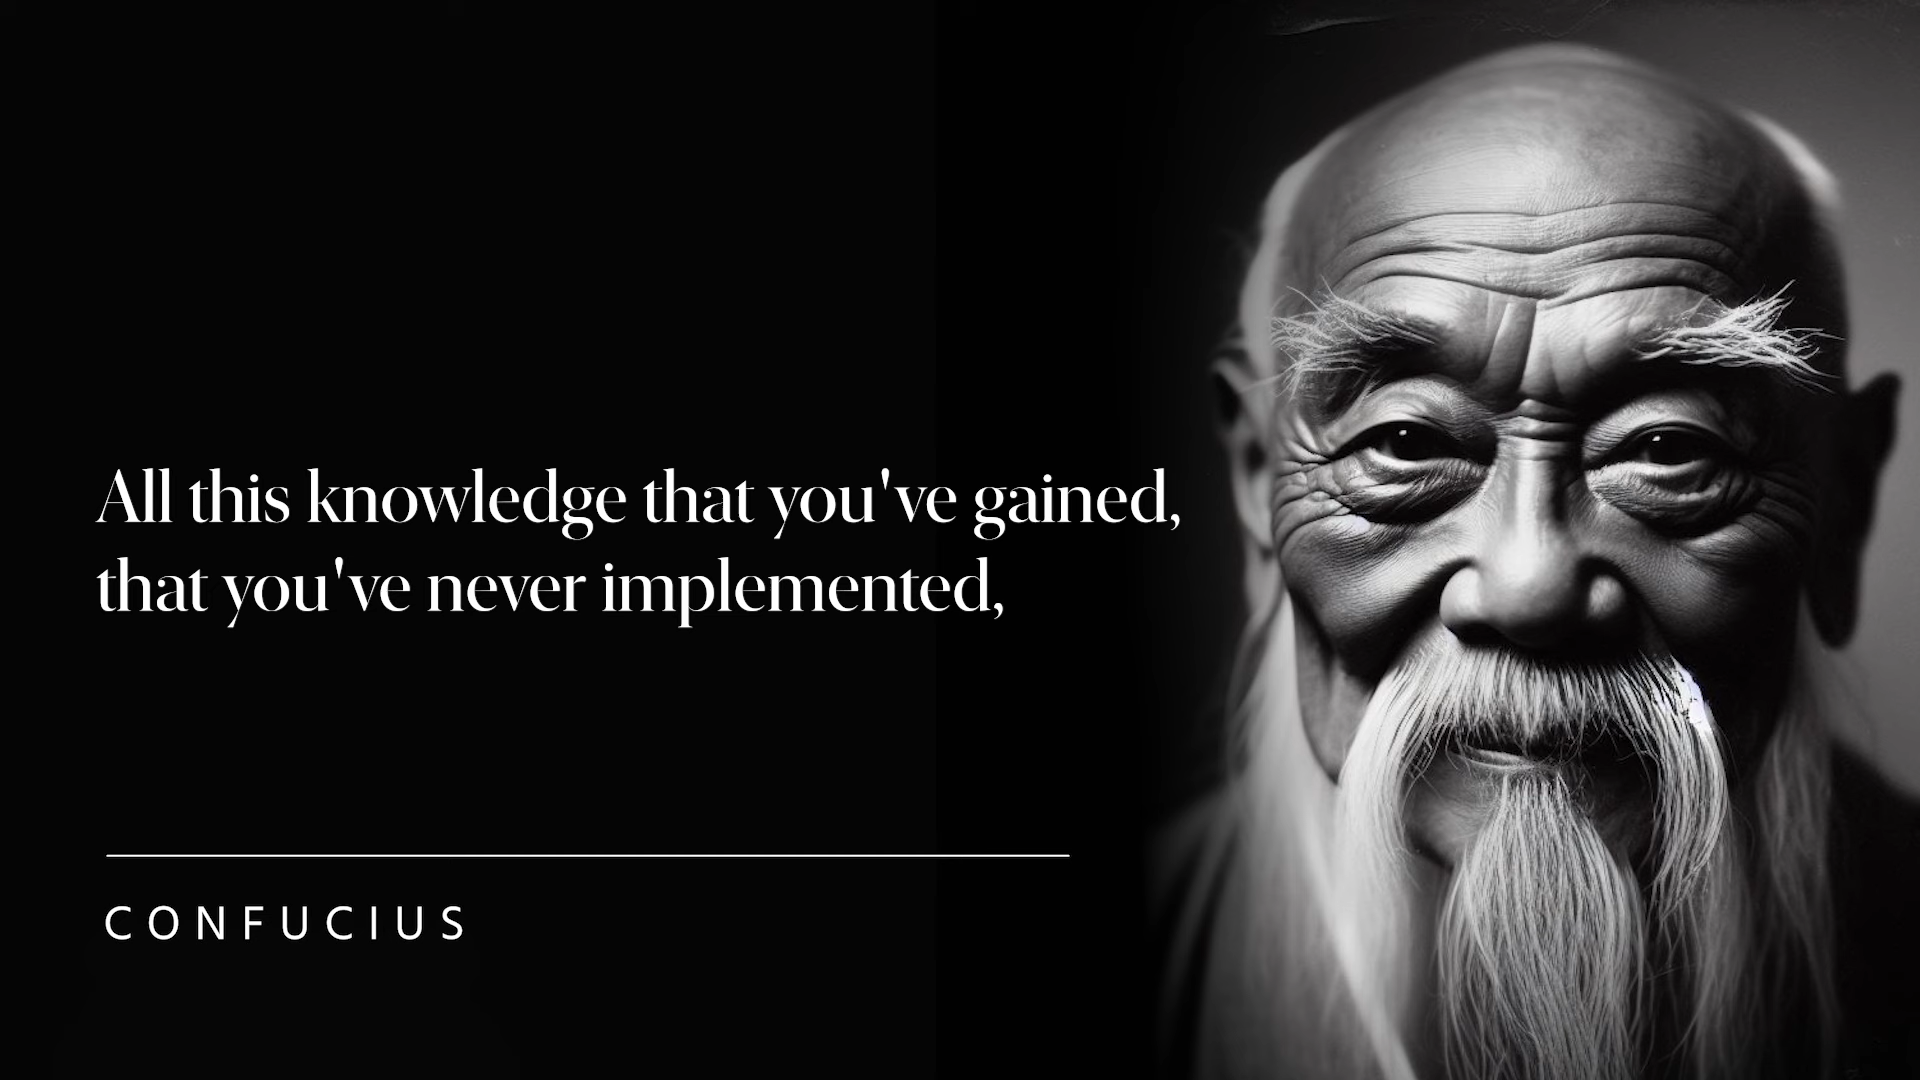 All this knowledge that you've gained,
that you've never implemented,
CONFUCIUS